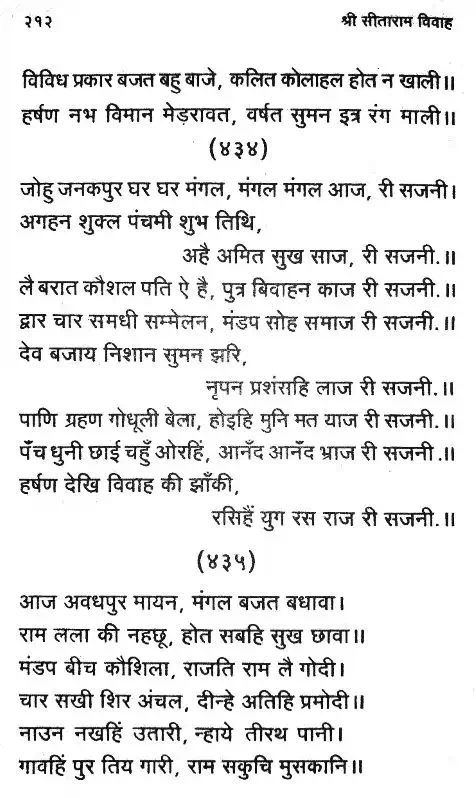 २१२ श्री सीताराम विवाह
विविध प्रकार बजत बहु बाजे, कलित कोलाहल होत न खाली॥
हर्षण नभ विमान मेड़रावत, वर्षत सुमन इत्र रंग माली॥
(४३४)
जोहु जनकपुर घर घर मंगल, मंगल मंगल आज, री सजनी।
अगहन शुक्ल पंचमी शुभ तिथि,
अहै अमित सुख साज, री सजनी.॥
लै बरात कौशल पति ऐ है, पुत्र बिवाहन काज री सजनी.॥
द्वार चार समधी सम्मेलन, मंडप सोह समाज री सजनी.॥
देव बजाय निशान सुमन झरि,
नृपन प्रशंसहि लाज री सजनी.॥
पाणि ग्रहण गोधूली बेला, होइहि मुनि मत याज री सजनी.॥
पँच धुनी छाई चहुँ ओरहिं, आनँद आनँद भ्राज री सजनी.॥
हर्षण देखि विवाह की झाँकी,
रसिहैं युग रस राज री सजनी.॥
(४३५)
आज अवधपुर मायन, मंगल बजत बधावा।
राम लला की नहछू, होत सबहि सुख छावा॥
मंडप बीच कौशिला, राजति राम लै गोदी।
चार सखी शिर अंचल, दीन्हे अतिहि प्रमोदी॥
नाउन नखहिं उतारी, न्हाये तीरथ पानी।
गावहिं पुर तिय गारी, राम सकुचि मुसकानि॥